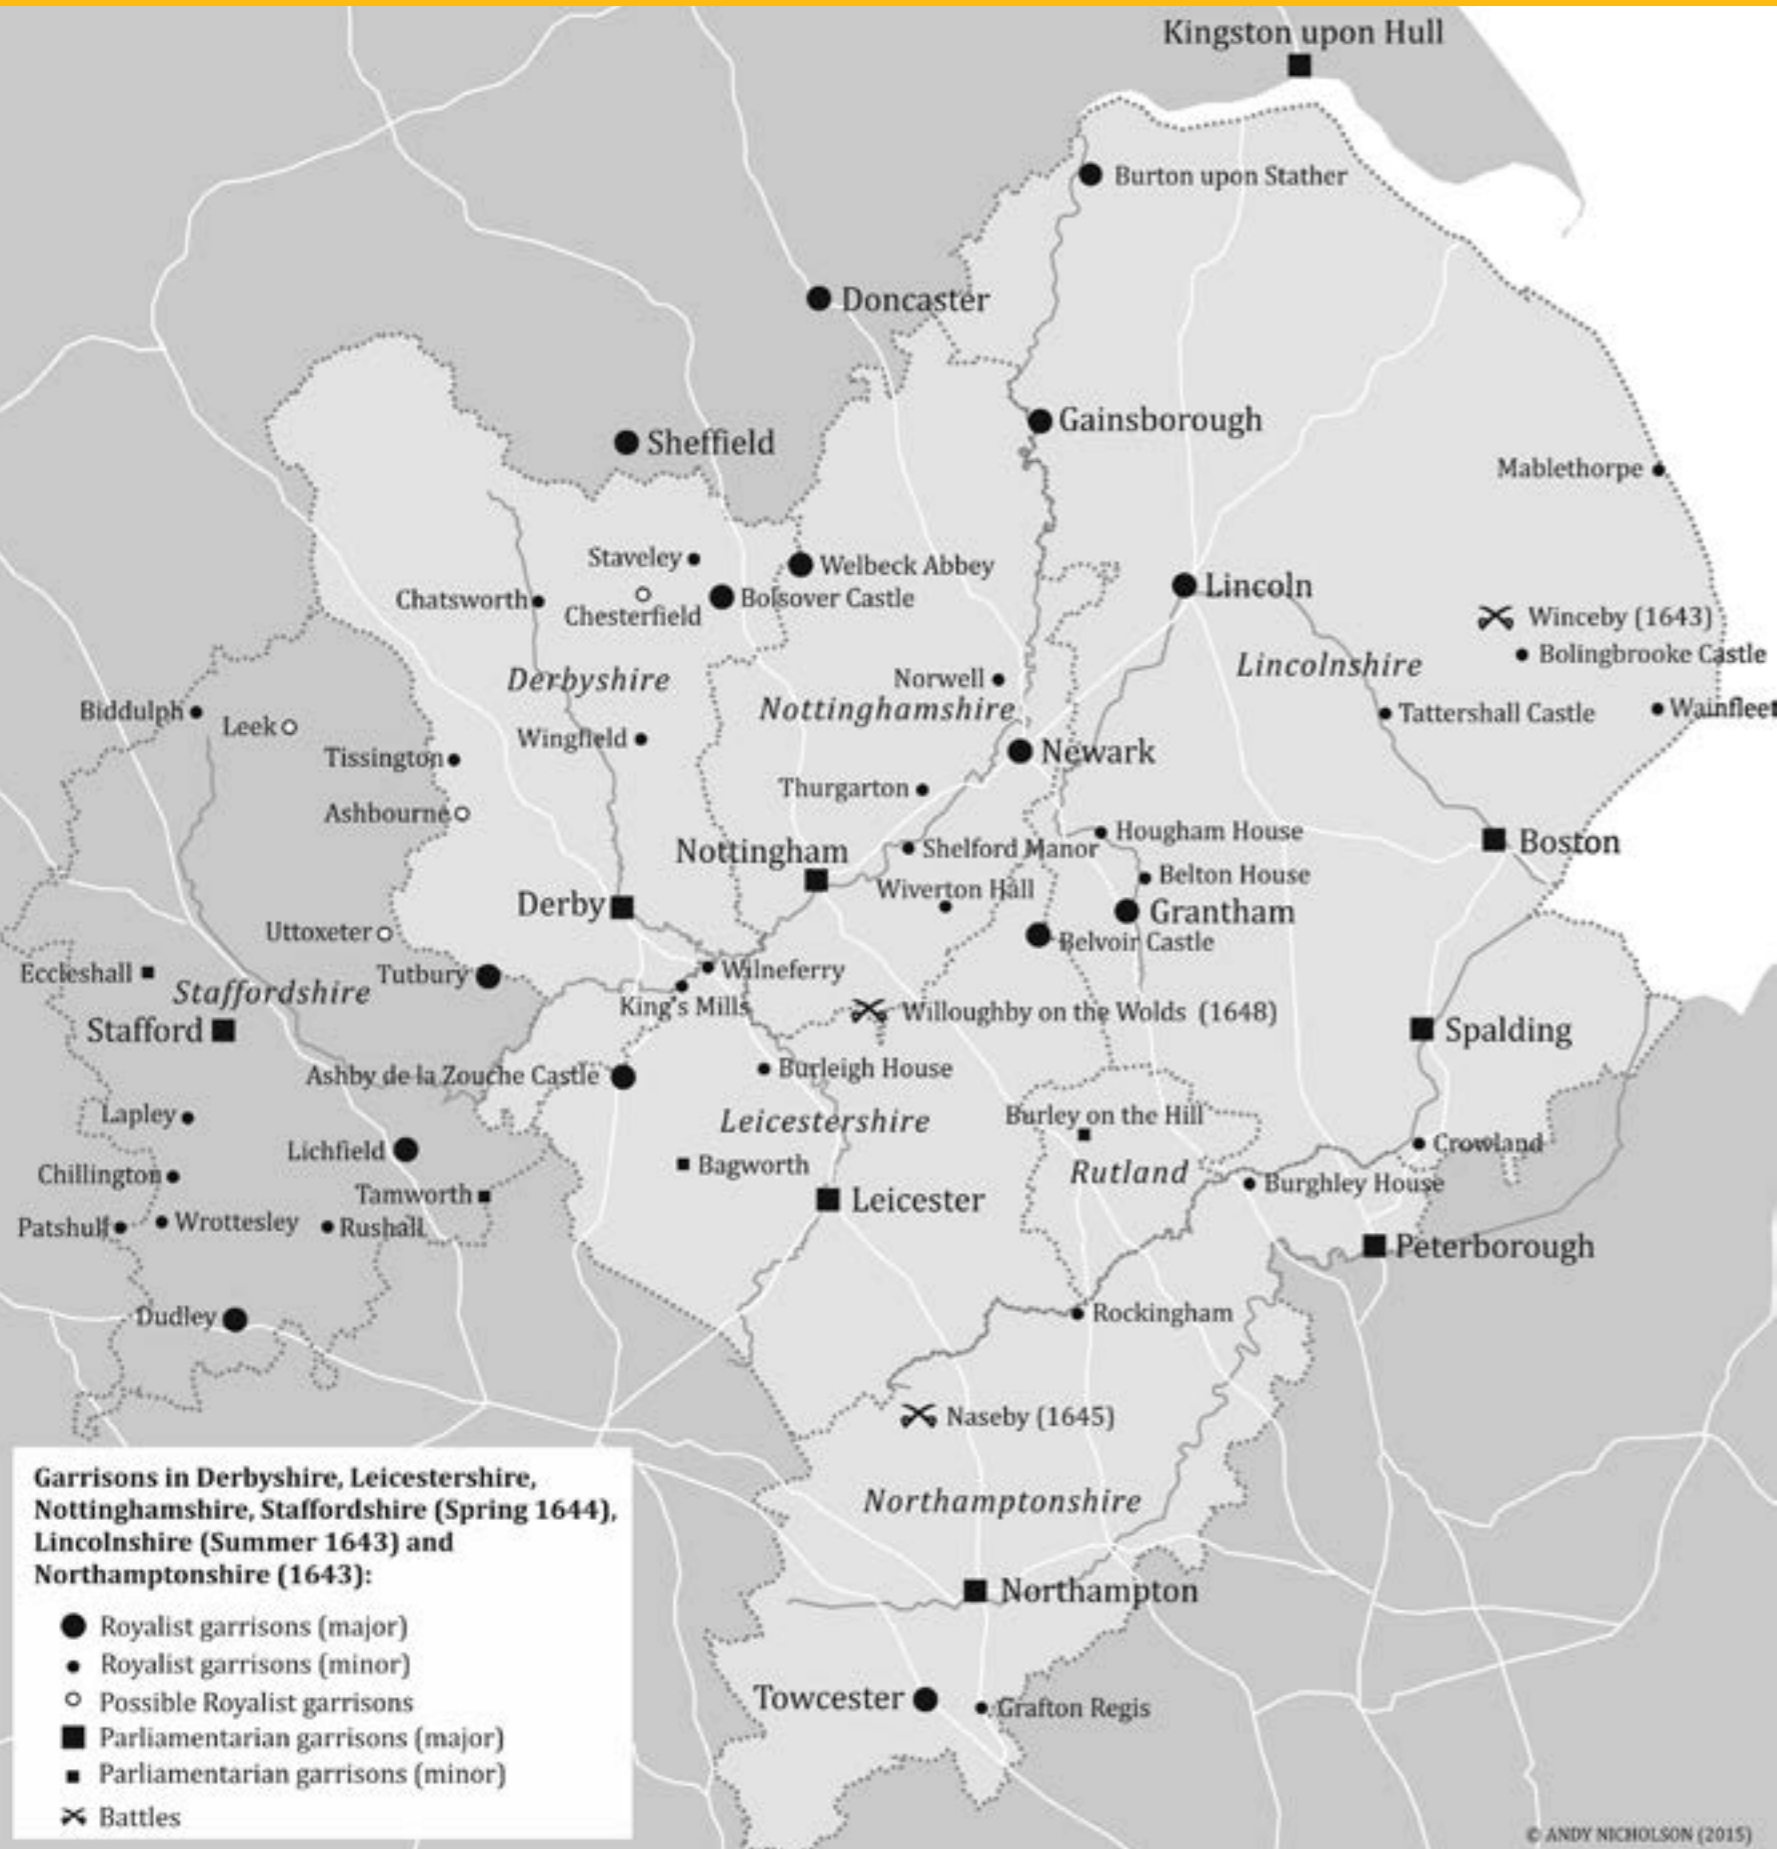 Kingston upon Hull
Burton upon Stather
Doncaster
Gainsborough
Sheffield
Mablethorpe
Staveley
Welbeck Abbey
Lincoln
Chatsworth
Chesterfield
Bolsover Castle
Winceby (1643)
Bolingbrooke Castle
Lincolnshire
Derbyshire
Norwell
Nottinghamshire
Biddulph
Leek
Tattershall Castle
Wainfleet
Wingfield
Newark
Tissington
Thurgarton
Ashbourne
Hougham House
Boston
Nottingham
Shelford Manor
Belton House
Wiverton Hall
Derby
Grantham
Uttoxeter
Belvoir Castle
Eccleshall
Tutbury
Wilneferry
Staffordshire
King's Mills
Willoughby on the Wolds (1648)
Stafford
Spalding
Ashby de la Zouche Castle
Burleigh House
Lapley
Leicestershire
Burley on the Hill
Lichfield
Crowland
Bagworth
Rutland
Chillington
Burghley House
Tamworth
Leicester
Patshull
Wrottesley
Rushall
Peterborough
Dudley
Rockingham
Naseby (1645)
Northamptonshire
Northampton
Towcester
Grafton Regis
Garrisons in Derbyshire, Leicestershire,
Nottinghamshire, Staffordshire (Spring 1644),
Lincolnshire (Summer 1643) and
Northamptonshire (1643):
Royalist garrisons (major)
Royalist garrisons (minor)
Possible Royalist garrisons
Parliamentarian garrisons (major)
Parliamentarian garrisons (minor)
Battles
© ANDY NICHOLSON (2015)